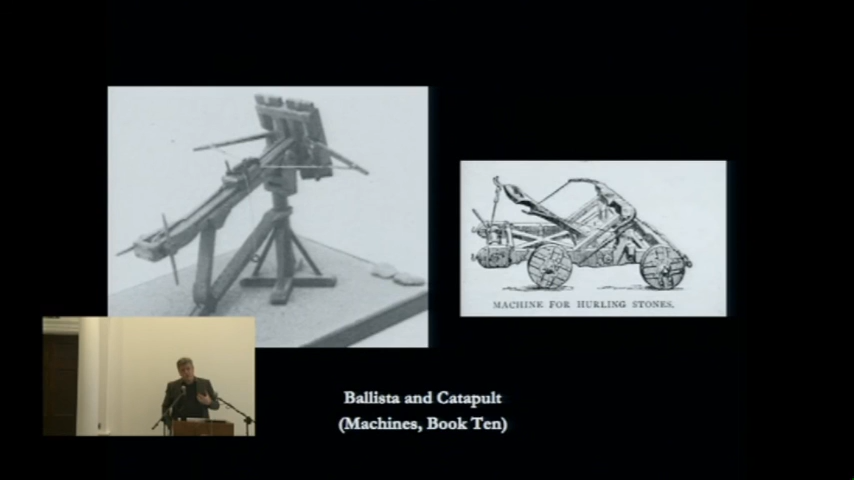 MACHINE FOR HURLING STONES.
Ballista and Catapult
(Machines, Book Ten)